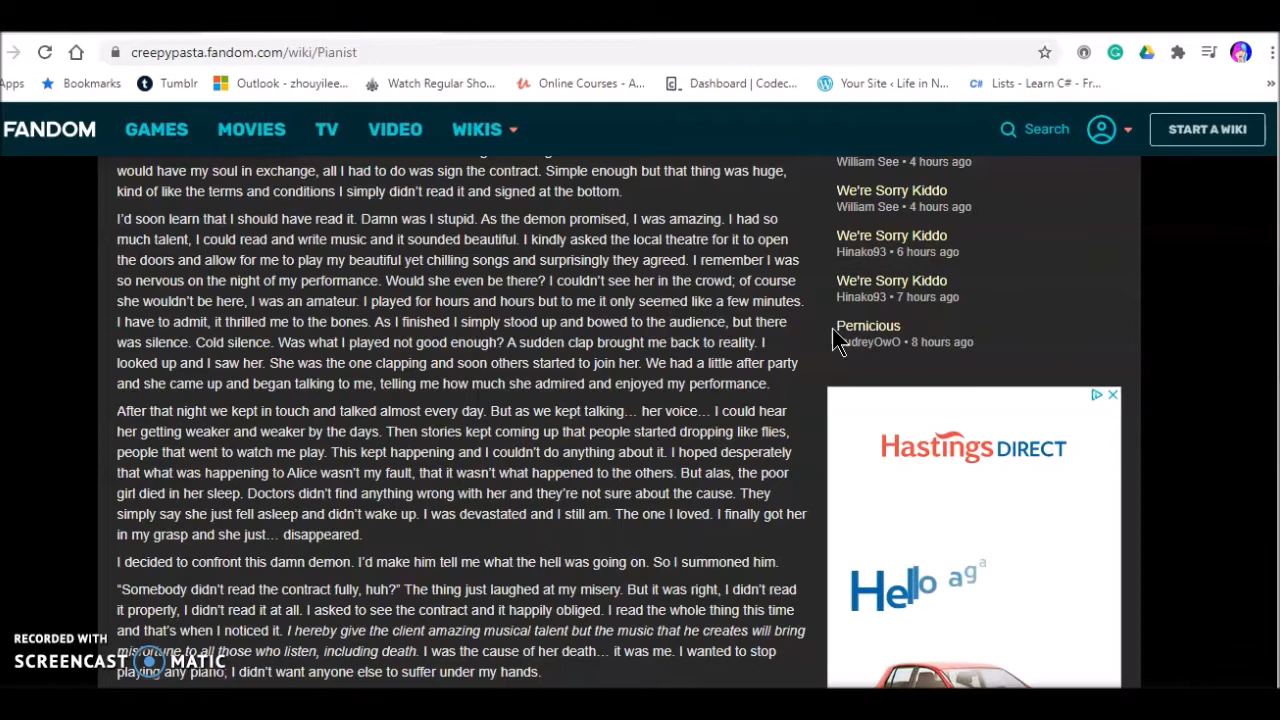 creepypasta.fandom.com/wiki/Pianist
Apps Bookmarks Tumblr Outlook - zhouyilee... Watch Regular Sho... Online Courses - A... Dashboard | Codec... Your Site ‹ Life in N... C# Lists - Learn C# - Fr... »
FANDOM GAMES MOVIES TV VIDEO WIKIS Search START A WIKI
would have my soul in exchange, all I had to do was sign the contract. Simple enough but that thing was huge,
kind of like the terms and conditions I simply didn't read it and signed at the bottom.
I'd soon learn that I should have read it. Damn was I stupid. As the demon promised, I was amazing. I had so
much talent, I could read and write music and it sounded beautiful. I kindly asked the local theatre for it to open
the doors and allow for me to play my beautiful yet chilling songs and surprisingly they agreed. I remember I was
so nervous on the night of my performance. Would she even be there? I couldn't see her in the crowd; of course
she wouldn't be here, I was an amateur. I played for hours and hours but to me it only seemed like a few minutes.
I have to admit, it thrilled me to the bones. As I finished I simply stood up and bowed to the audience, but there
was silence. Cold silence. Was what I played not good enough? A sudden clap brought me back to reality. I
looked up and I saw her. She was the one clapping and soon others started to join her. We had a little after party
and she came up and began talking to me, telling me how much she admired and enjoyed my performance.
After that night we kept in touch and talked almost every day. But as we kept talking… her voice… I could hear
her getting weaker and weaker by the days. Then stories kept coming up that people started dropping like flies,
people that went to watch me play. This kept happening and I couldn't do anything about it. I hoped desperately
that what was happening to Alice wasn't my fault, that it wasn't what happened to the others. But alas, the poor
girl died in her sleep. Doctors didn't find anything wrong with her and they're not sure about the cause. They
simply say she just fell asleep and didn't wake up. I was devastated and I still am. The one I loved. I finally got her
in my grasp and she just… disappeared.
I decided to confront this damn demon. I'd make him tell me what the hell was going on. So I summoned him.
“Somebody didn't read the contract fully, huh?” The thing just laughed at my misery. But it was right, I didn't read
it properly, I didn't read it at all. I asked to see the contract and it happily obliged. I read the whole thing this time
and that's when I noticed it. I hereby give the client amazing musical talent but the music that he creates will bring
misfortune to all those who listen, including death. I was the cause of her death… it was me. I wanted to stop
playing any piano; I didn't want anyone else to suffer under my hands.
William See • 4 hours ago
We're Sorry Kiddo
William See • 4 hours ago
We're Sorry Kiddo
Hinako93 • 6 hours ago
We're Sorry Kiddo
Hinako93 • 7 hours ago
Pernicious
udreyOwO • 8 hours ago
Hastings DIRECT
Hello aga
RECORDED WITH
SCREENCAST MATIC